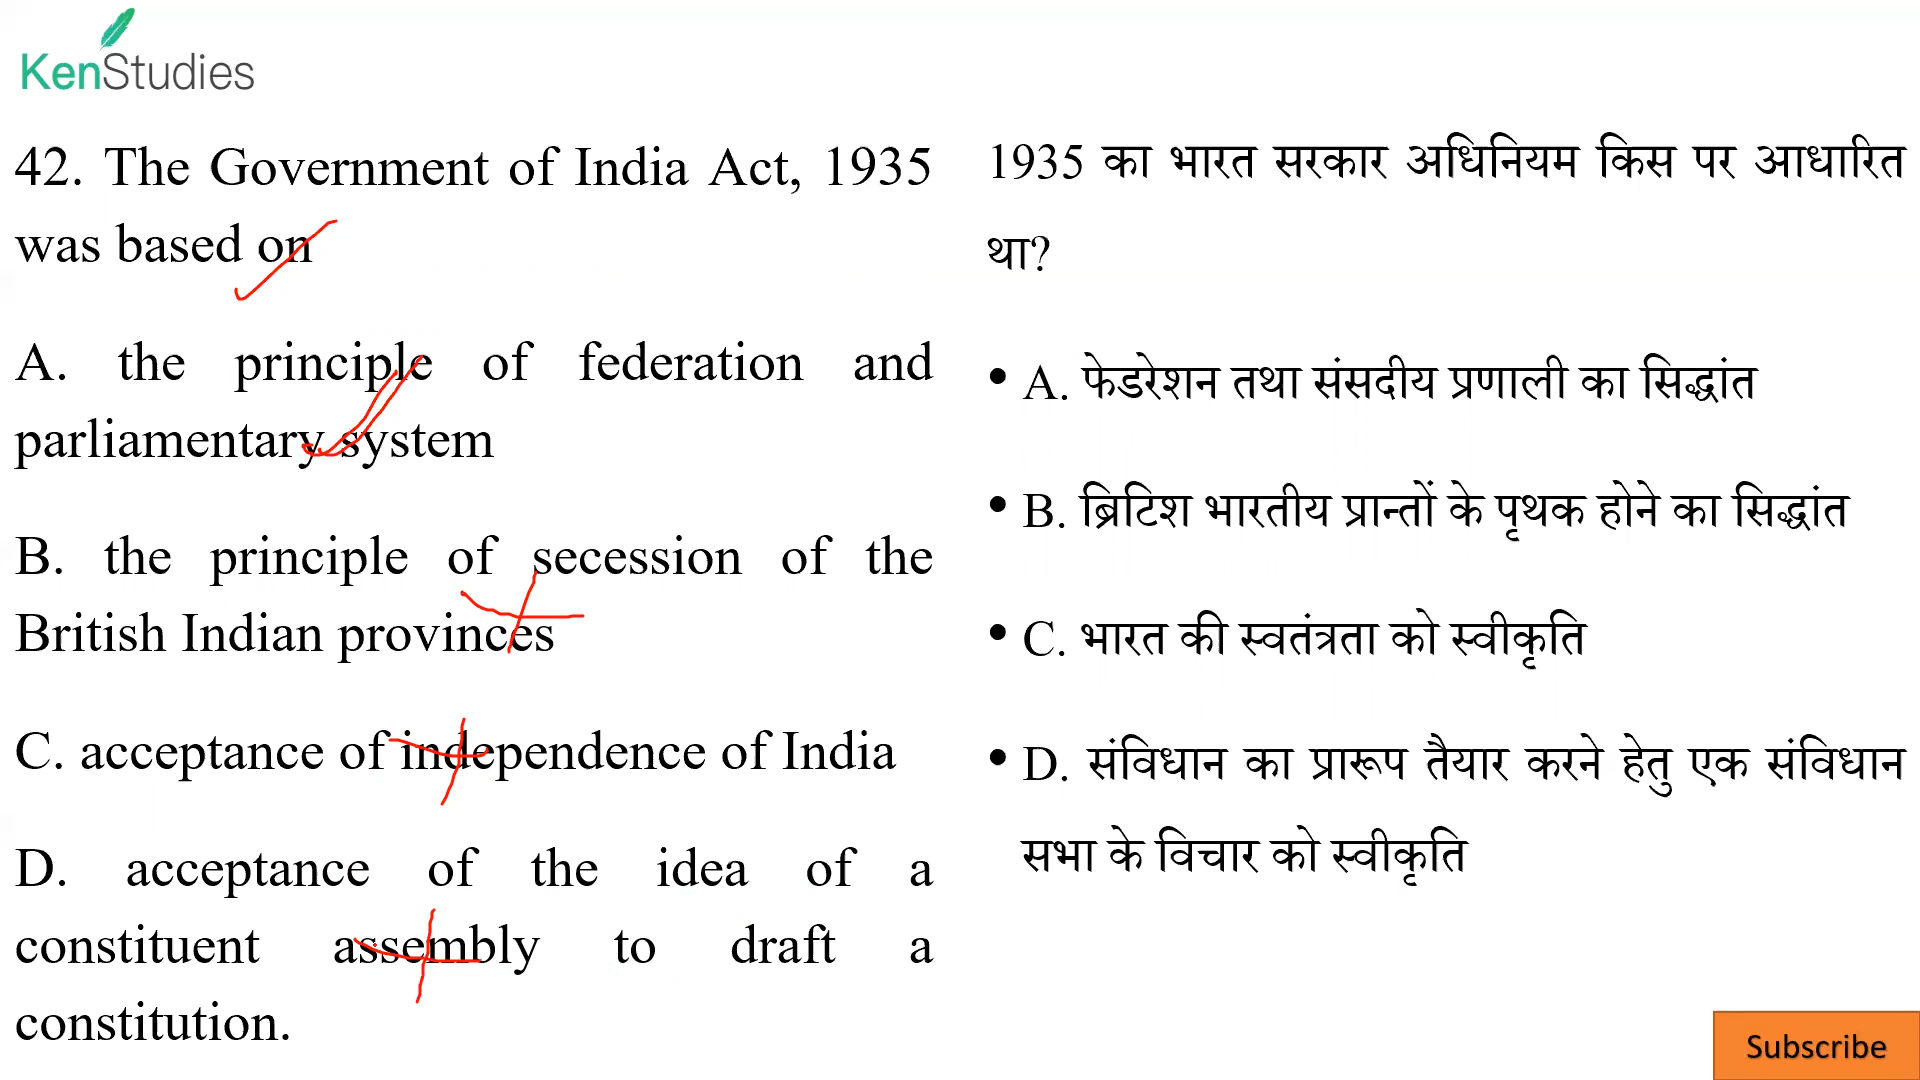 KenStudies
42. The Government of India Act, 1935
was based on
A. the principle of federation and
parliamentary system
B. the principle of secession of the
British Indian provinces
C. acceptance of independence of India
D. acceptance of the idea of a
constituent assembly to draft a
constitution.
1935 का भारत सरकार अधिनियम किस पर आधारित
था?
• A. फेडरेशन तथा संसदीय प्रणाली का सिद्धांत
• B. ब्रिटिश भारतीय प्रान्तों के पृथक होने का सिद्धांत
• C. भारत की स्वतंत्रता को स्वीकृति
• D. संविधान का प्रारूप तैयार करने हेतु एक संविधान
सभा के विचार को स्वीकृति
Subscribe